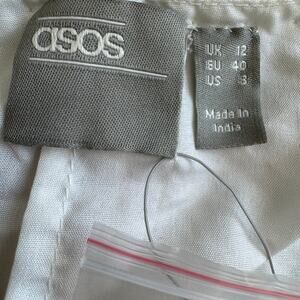 asos
UK 12
EU 40
US 8
Made in
India